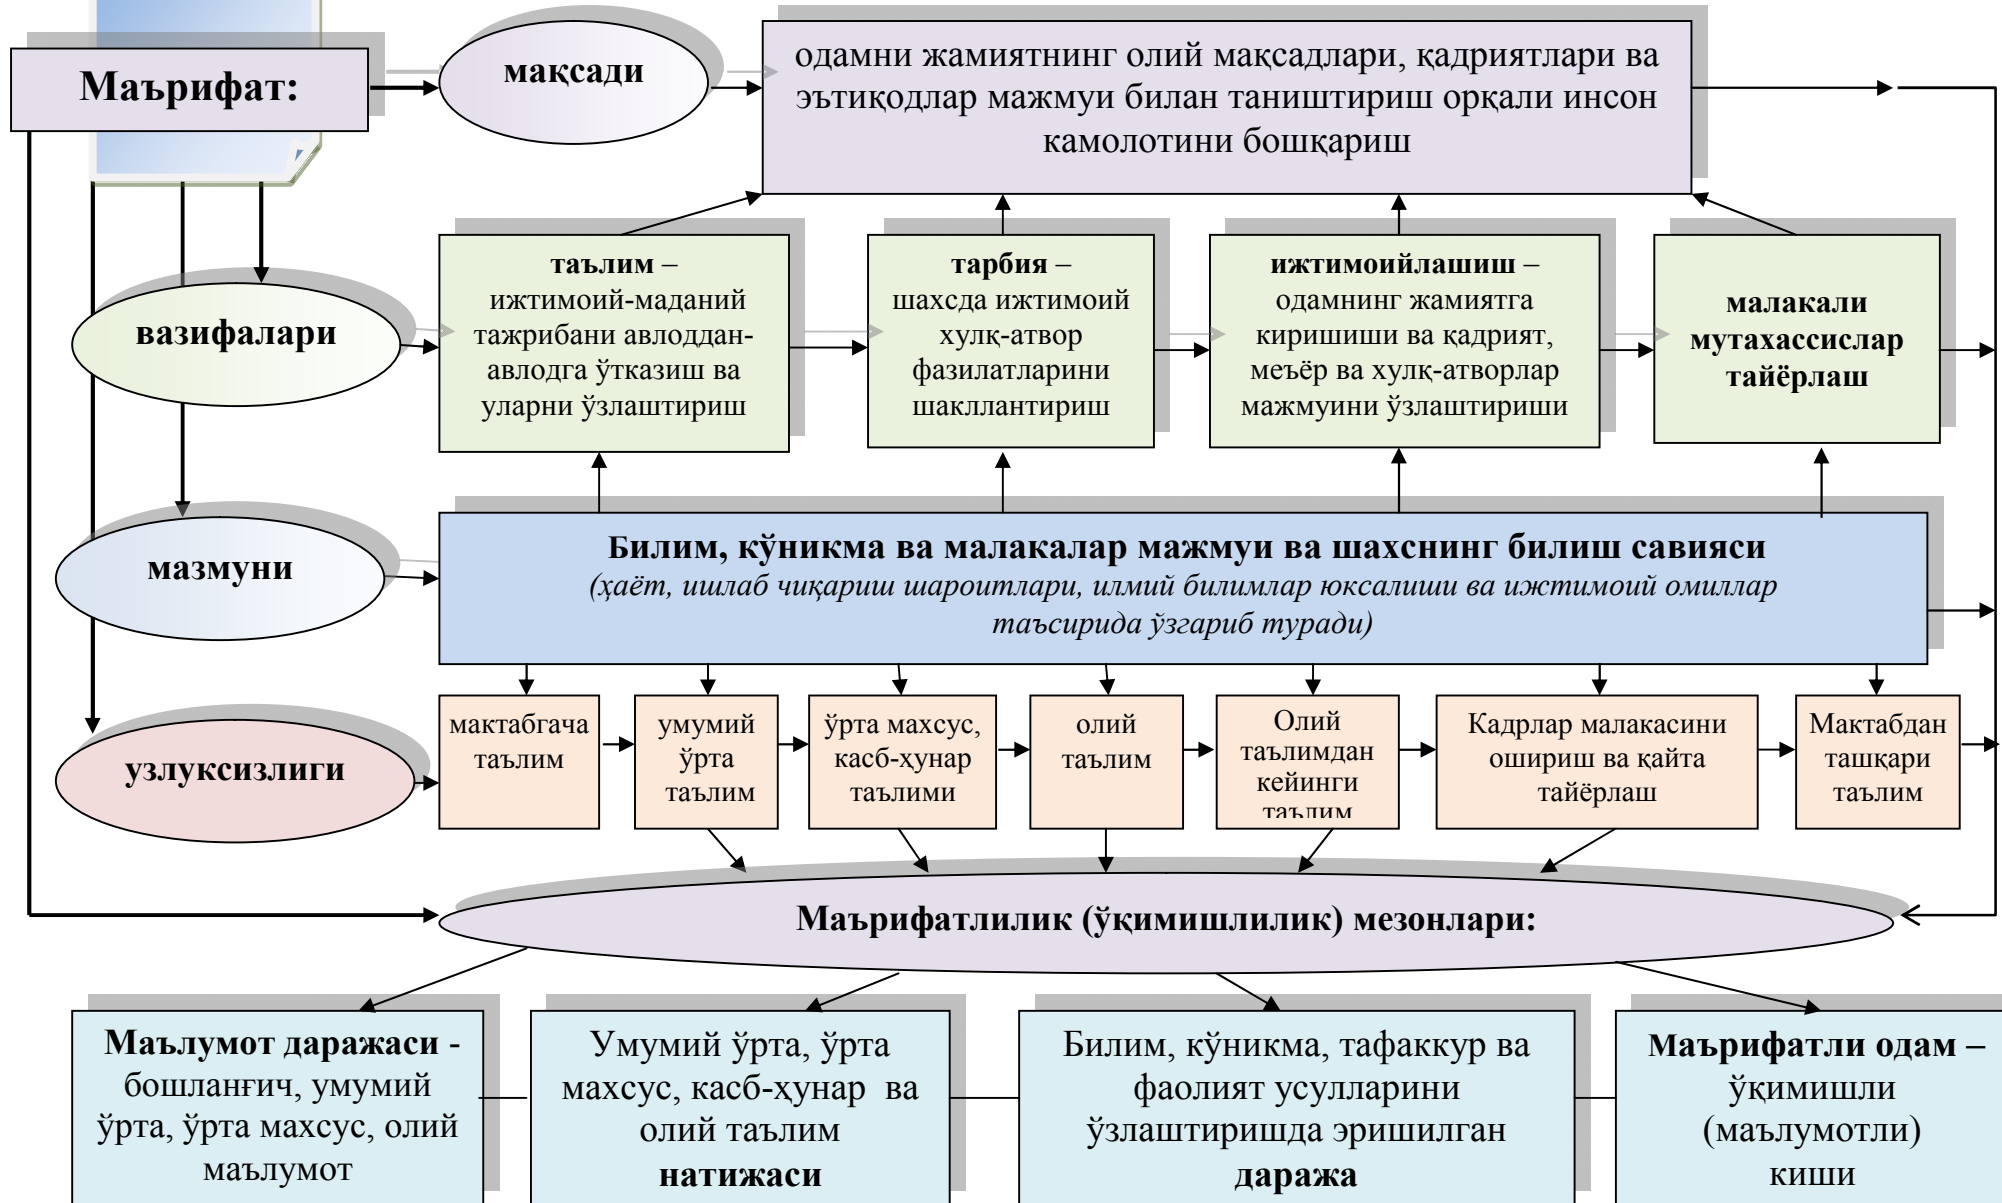 Маърифат:
мақсади
одамни жамиятнинг олий мақсадлари, қадриятлари ва
эътиқодлар мажмуи билан таништириш орқали инсон
камолотини бошқариш
вазифалари
таълим –
ижтимоий-маданий
тажрибани авлоддан-
авлодга ўтказиш ва
уларни ўзлаштириш
тарбия –
шахсда ижтимоий
хулқ-атвор
фазилатларини
шакллантириш
ижтимоийлашиш –
одамнинг жамиятга
киришиши ва қадрият,
меъёр ва хулқ-атворлар
мажмуини ўзлаштириши
малакали
мутахассислар
тайёрлаш
мазмуни
Билим, кўникма ва малакалар мажмуи ва шахснинг билиш савияси
(ҳаёт, ишлаб чиқариш шароитлари, илмий билимлар юксалиши ва ижтимоий омиллар
таъсирида ўзгариб туради)
узлуксизлиги
мактабгача
таълим
умумий
ўрта
таълим
ўрта махсус,
касб-ҳунар
таълими
олий
таълим
Олий
таълимдан
кейинги
таълим
Кадрлар малакасини
ошириш ва қайта
тайёрлаш
Мактабдан
ташқари
таълим
Маърифатлилик (ўқимишлилик) мезонлари:
Маълумот даражаси -
бошланғич, умумий
ўрта, ўрта махсус, олий
маълумот
Умумий ўрта, ўрта
махсус, касб-ҳунар ва
олий таълим
натижаси
Билим, кўникма, тафаккур ва
фаолият усулларини
ўзлаштиришда эришилган
даража
Маърифатли одам –
ўқимишли
(маълумотли)
киши